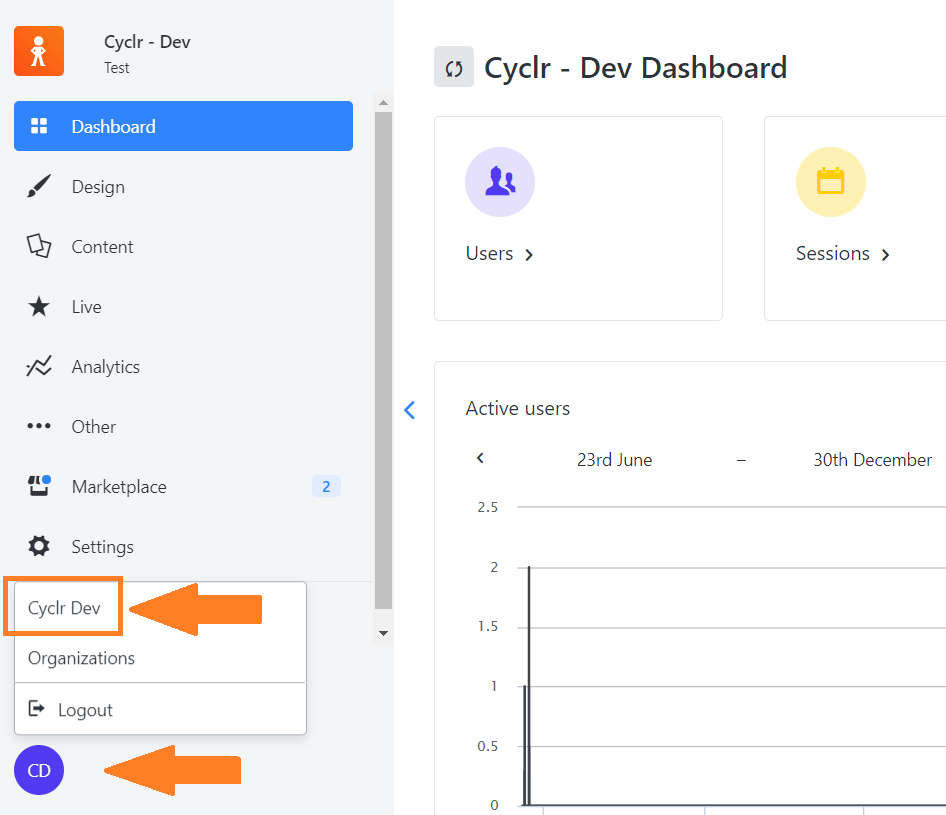 Cyclr - Dev
Test
Dashboard
Design
Content
Live
Analytics
Other
Marketplace
2
Settings
Cyclr Dev
Organizations
Logout
CD
Cyclr - Dev Dashboard
Users
Sessions
Active users
23rd June – 30th December
2.5
2
1.5
1
0.5
0